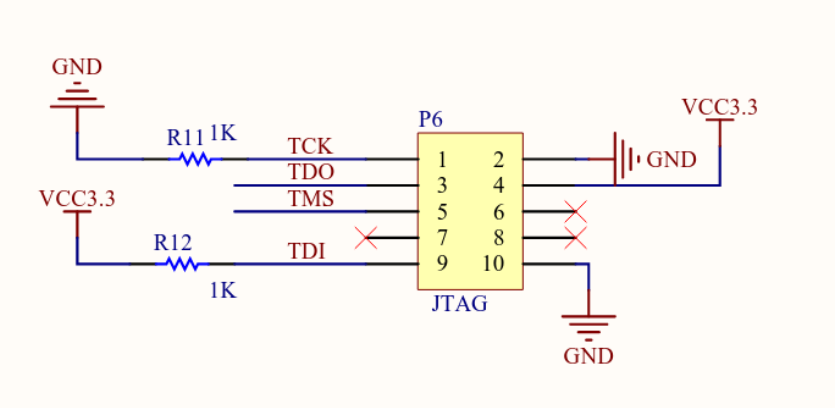 GND
VCC3.3
P6
R11 1K
TCK
1 2
GND
TDO
3 4
VCC3.3
TMS
5 6
R12
TDI
7 8
9 10
1K
JTAG
GND